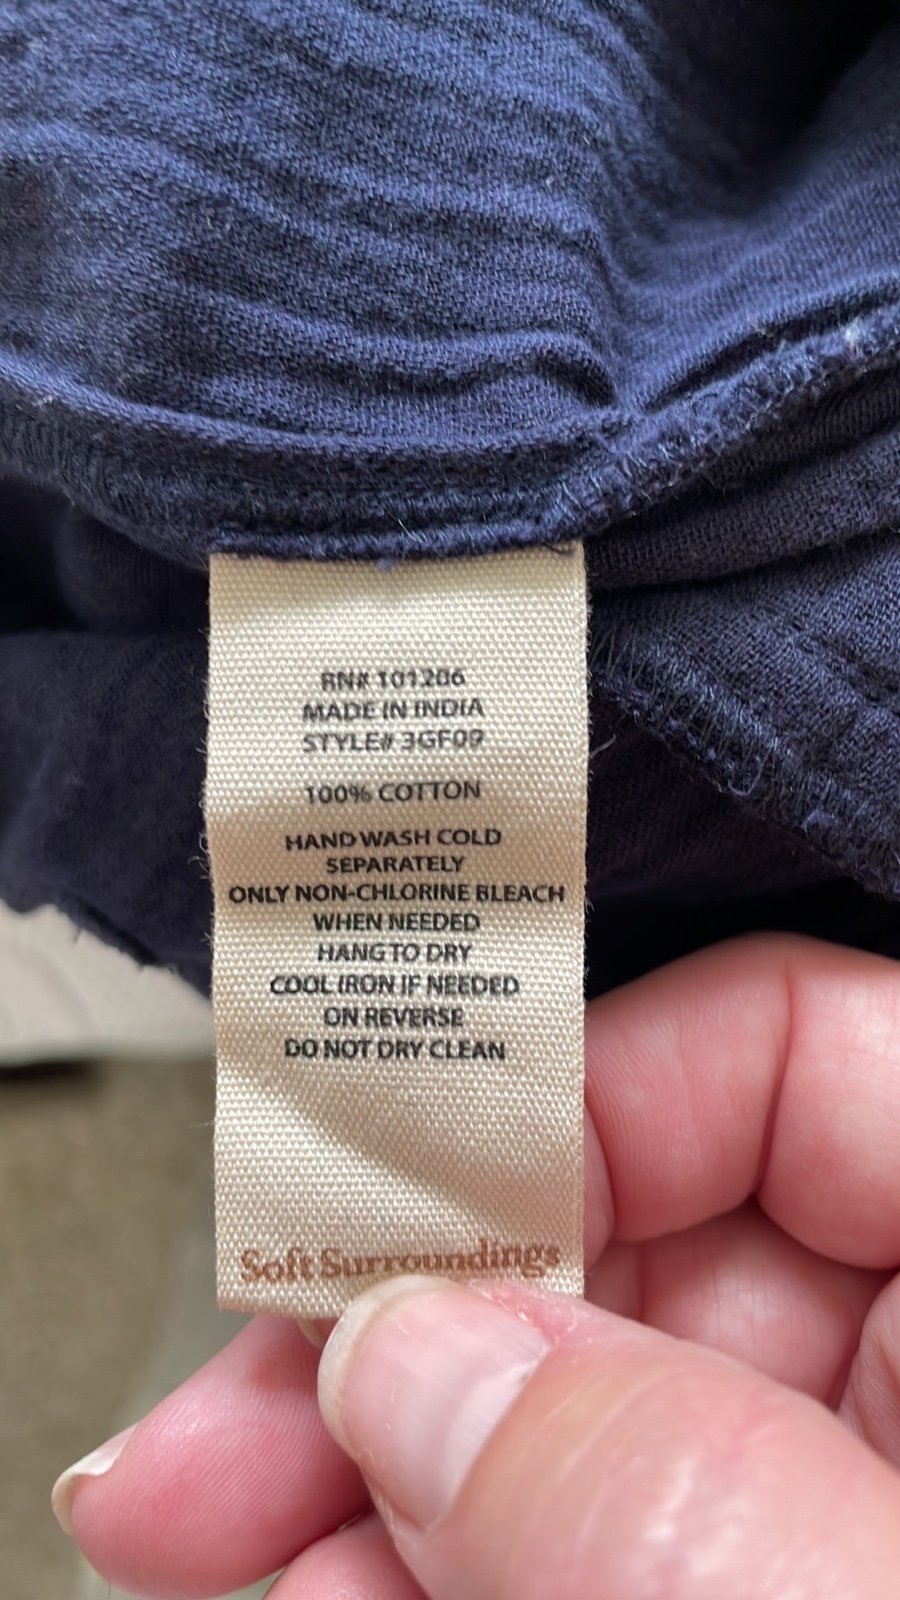 RN# 101206
MADE IN INDIA
STYLE# 3GF09
100% COTTON
HAND WASH COLD
SEPARATELY
ONLY NON-CHLORINE BLEACH
WHEN NEEDED
HANG TO DRY
COOL IRON IF NEEDED
ON REVERSE
DO NOT DRY CLEAN
Soft Surroundings